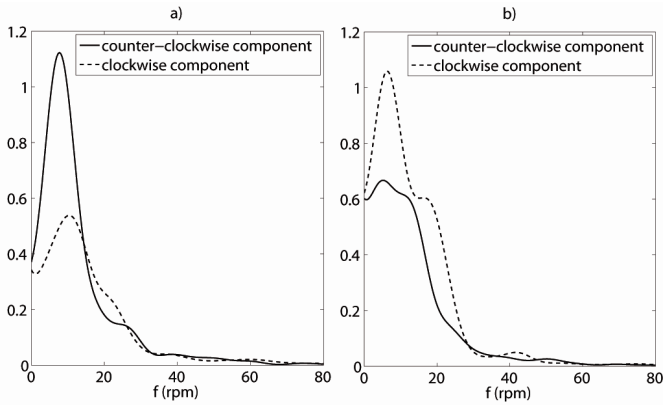 a)
1.2
1
0.8
0.6
0.4
0.2
0
0 20 40 60 80
f (rpm)
counter-clockwise component
clockwise component
b)
1.2
1
0.8
0.6
0.4
0.2
0
0 20 40 60 80
f (rpm)
counter-clockwise component
clockwise component